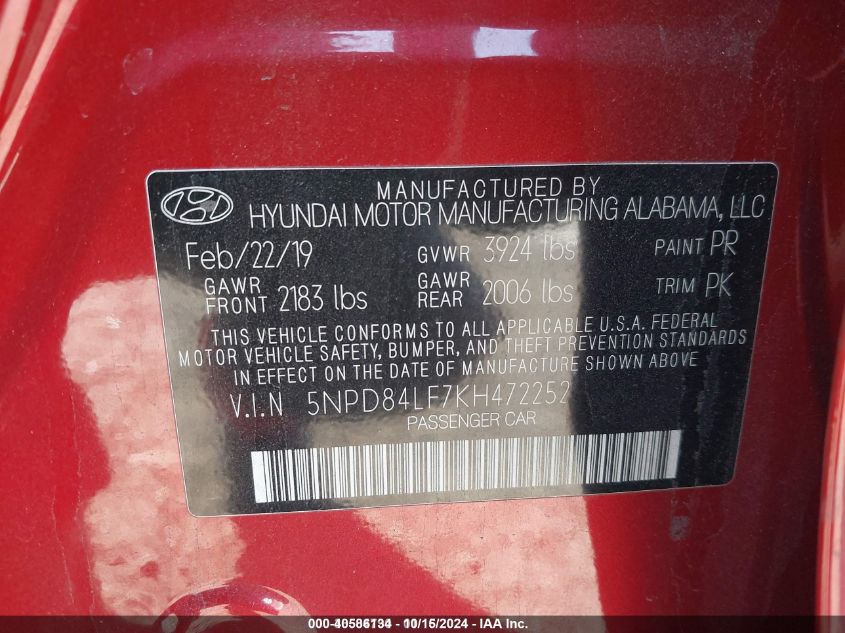 MANUFACTURED BY
HYUNDAI MOTOR MANUFACTURING ALABAMA, LLC
Feb/22/19 GVWR 3924 lbs PAINT PR
GAWR FRONT 2183 lbs GAWR REAR 2006 lbs TRIM PK
THIS VEHICLE CONFORMS TO ALL APPLICABLE U.S.A. FEDERAL
MOTOR VEHICLE SAFETY, BUMPER, AND THEFT PREVENTION STANDARDS
IN EFFECT ON THE DATE OF MANUFACTURE SHOWN ABOVE
V.I.N 5NPD84LF7KH472252
PASSENGER CAR
000-40586134 - 10/16/2024 - IAA Inc.